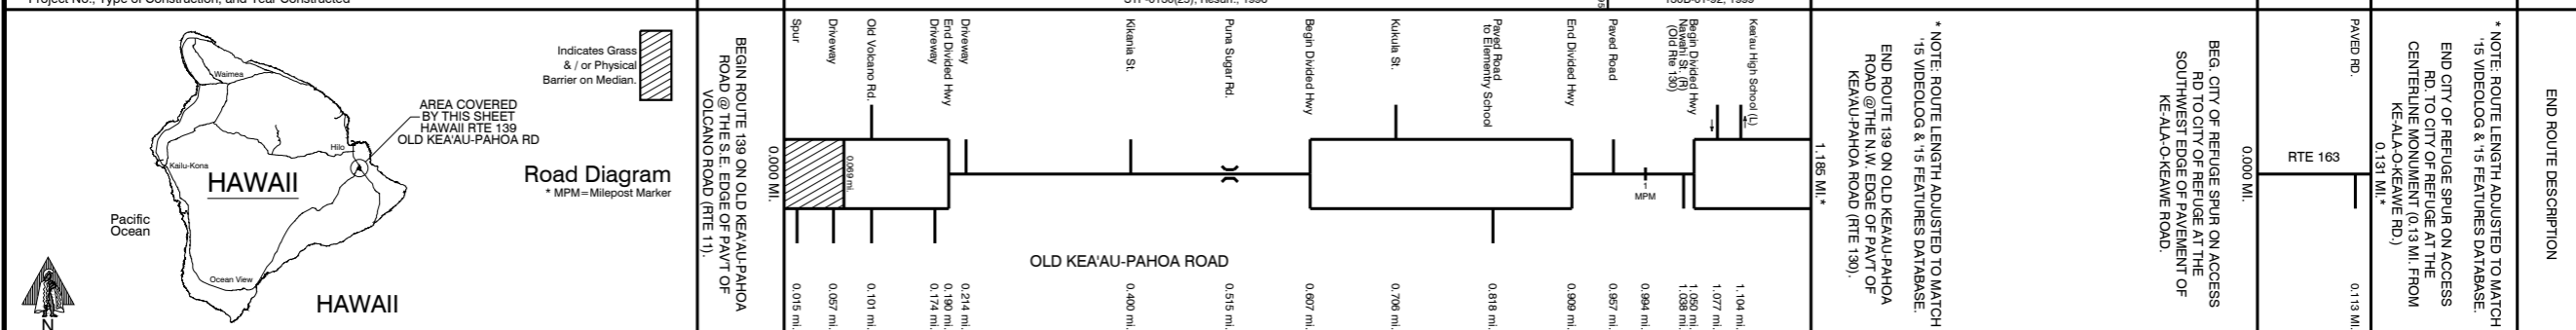 Project No., Type of Construction, and Year Constructed
Indicates Grass
& / or Physical
Barrier on Median.
Waimea
Hilo
Kailu-Kona
Ocean View
HAWAII
Pacific
Ocean
N
HAWAII
AREA COVERED
BY THIS SHEET
HAWAII RTE 139
OLD KEA'AU-PAHOA RD
Road Diagram
* MPM=Milepost Marker
BEGIN ROUTE 139 ON OLD KEA'AU-PAHOA
ROAD @ THE S.E. EDGE OF PAV'T OF
VOLCANO ROAD (RTE 11).
0.000 MI.
Spur
Driveway
Old Volcano Rd.
Driveway
End Divided Hwy
Driveway
Kikania St.
Puna Sugar Rd.
Begin Divided Hwy
Kukula St.
Paved Road
to Elementry School
End Divided Hwy
Paved Road
Begin Divided Hwy
Nawahi St. (R)
(Old Rte 130)
Kea'au High School (L)
0.069 mi.
1
MPM
OLD KEA'AU-PAHOA ROAD
0.015 mi.
0.057 mi.
0.101 mi.
0.174 mi.
0.190 mi.
0.214 mi.
0.400 mi.
0.515 mi.
0.607 mi.
0.706 mi.
0.818 mi.
0.909 mi.
0.957 mi.
0.994 mi.
1.038 mi.
1.050 mi.
1.077 mi.
1.104 mi.
1.185 MI.*
END ROUTE 139 ON OLD KEA'AU-PAHOA
ROAD @THE N.W. EDGE OF PAV'T OF
KEA'AU-PAHOA ROAD (RTE 130).
* NOTE: ROUTE LENGTH ADJUSTED TO MATCH
'15 VIDEOLOG & '15 FEATURES DATABASE.
BEG. CITY OF REFUGE SPUR ON ACCESS
RD TO CITY OF REFUGE AT THE
SOUTHWEST EDGE OF PAVEMENT OF
KE-ALA-O-KEAWE ROAD.
0.000 MI.
RTE 163
PAVED RD.
0.113 MI.
0.131 MI.*
END CITY OF REFUGE SPUR ON ACCESS
RD. TO CITY OF REFUGE AT THE
CENTERLINE MONUMENT (0.13 MI. FROM
KE-ALA-O-KEAWE RD.)
* NOTE: ROUTE LENGTH ADJUSTED TO MATCH
'15 VIDEOLOG & '15 FEATURES DATABASE.
END ROUTE DESCRIPTION